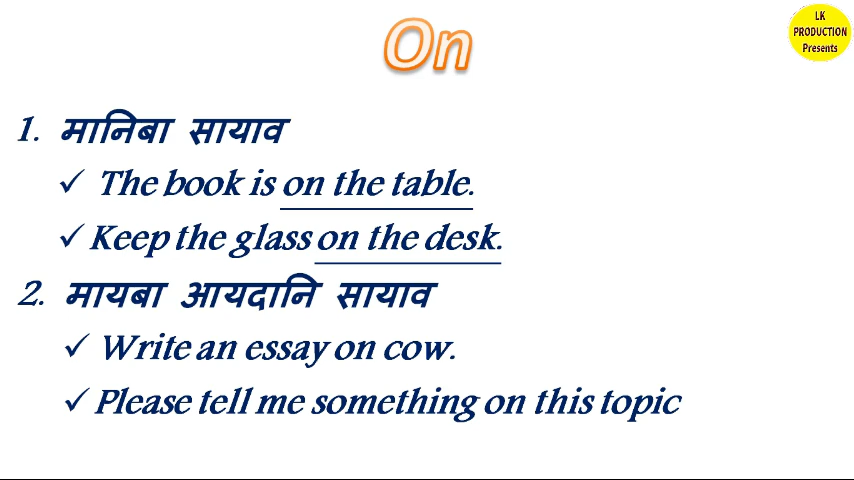 On
LK
PRODUCTION
Presents
1. मानिबा सायाव
✓ The book is on the table.
✓ Keep the glass on the desk.
2. मायबा आयदानि सायाव
✓ Write an essay on cow.
✓ Please tell me something on this topic